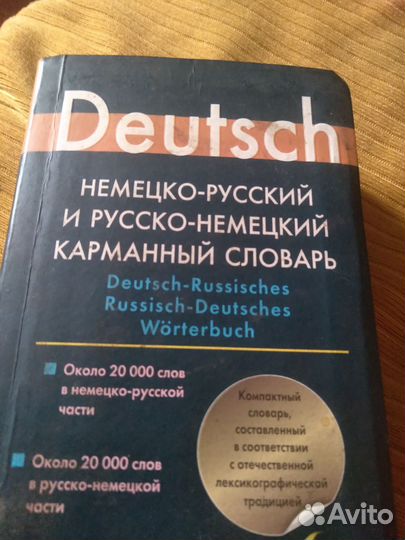 Deutsch
НЕМЕЦКО-РУССКИЙ
И РУССКО-НЕМЕЦКИЙ
КАРМАННЫЙ СЛОВАРЬ
Deutsch-Russisches
Russisch-Deutsches
Wörterbuch
Около 20 000 слов
в немецко-русской
части
Компактный
словарь,
составленный
в соответствии
с отечественной
лексикографической
традицией
Около 20 000 слов
в русско-немецкой
части
Avito